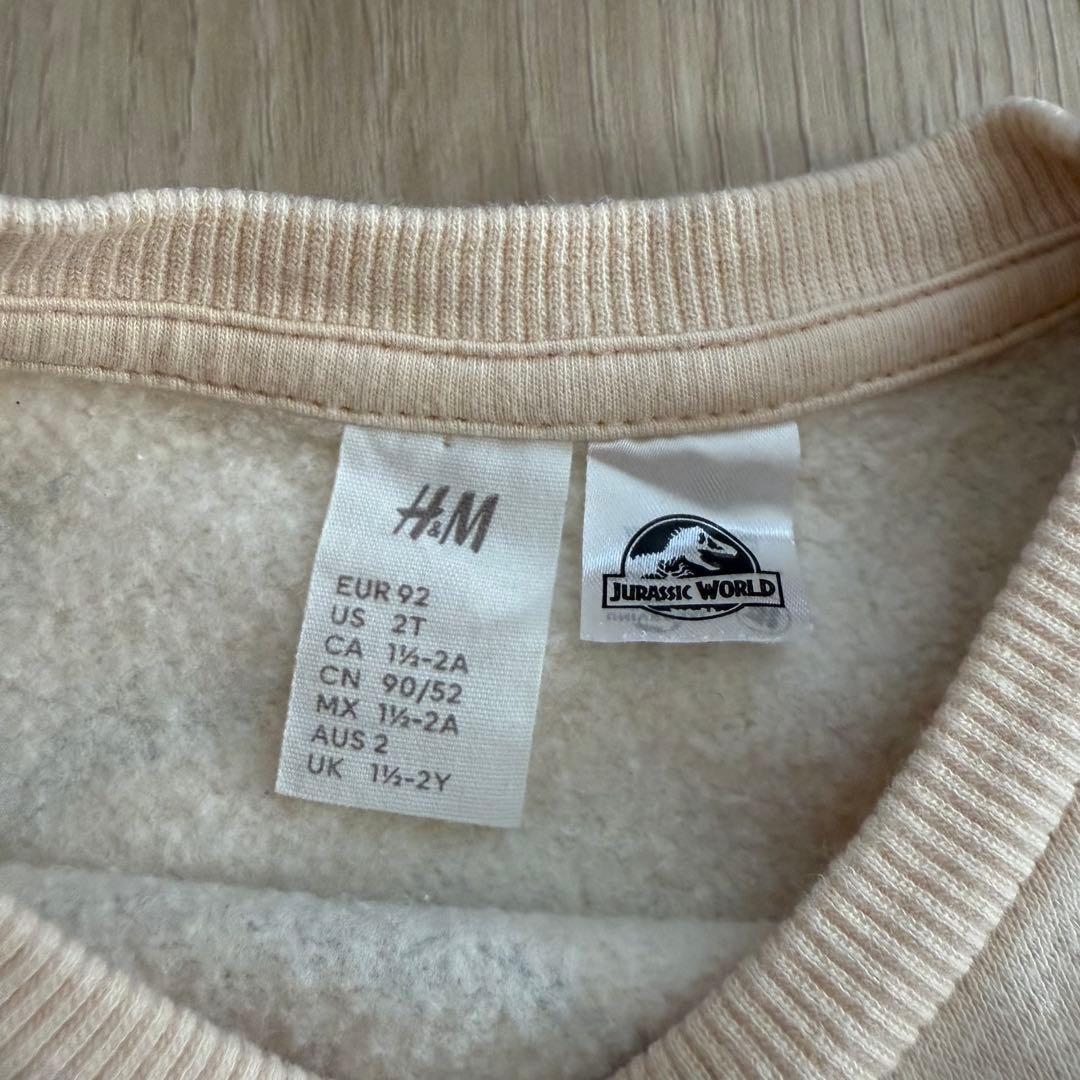 H&M
EUR 92
US 2T
CA 1½-2A
CN 90/52
MX 1½-2A
AUS 2
UK 1½-2Y
JURASSIC WORLD